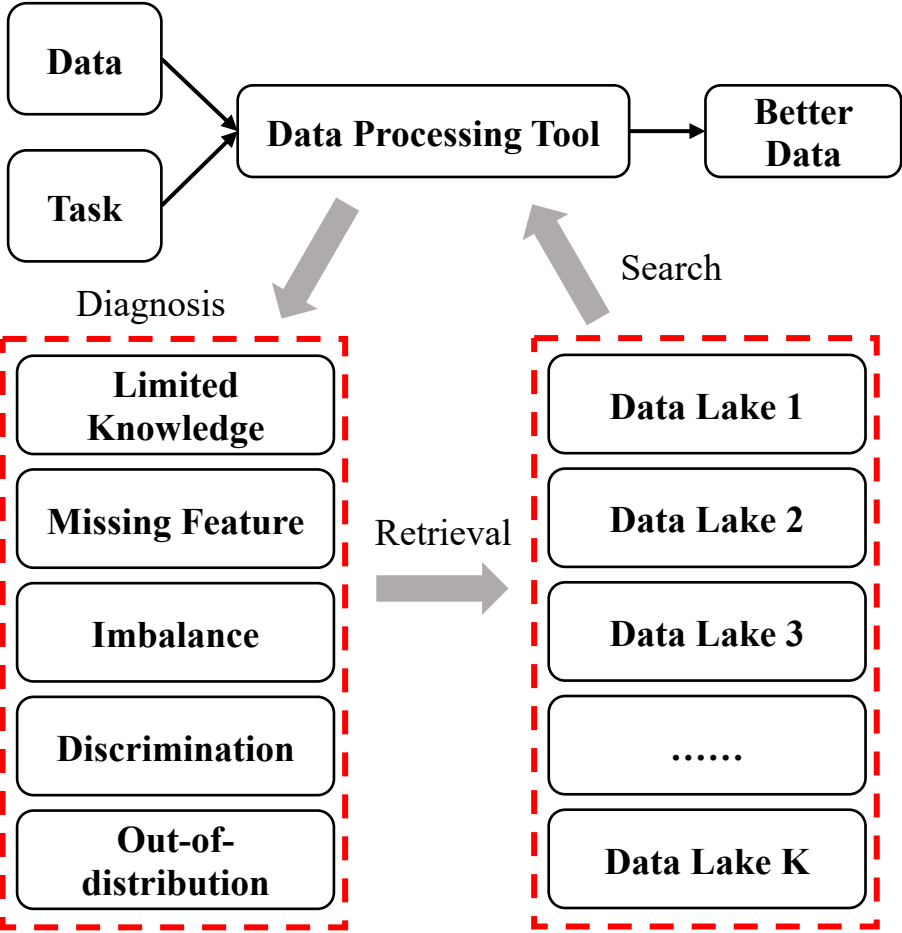 Data
Task
Data Processing Tool
Better
Data
Diagnosis
Search
Limited
Knowledge
Missing Feature
Imbalance
Discrimination
Out-of-
distribution
Retrieval
Data Lake 1
Data Lake 2
Data Lake 3
......
Data Lake K